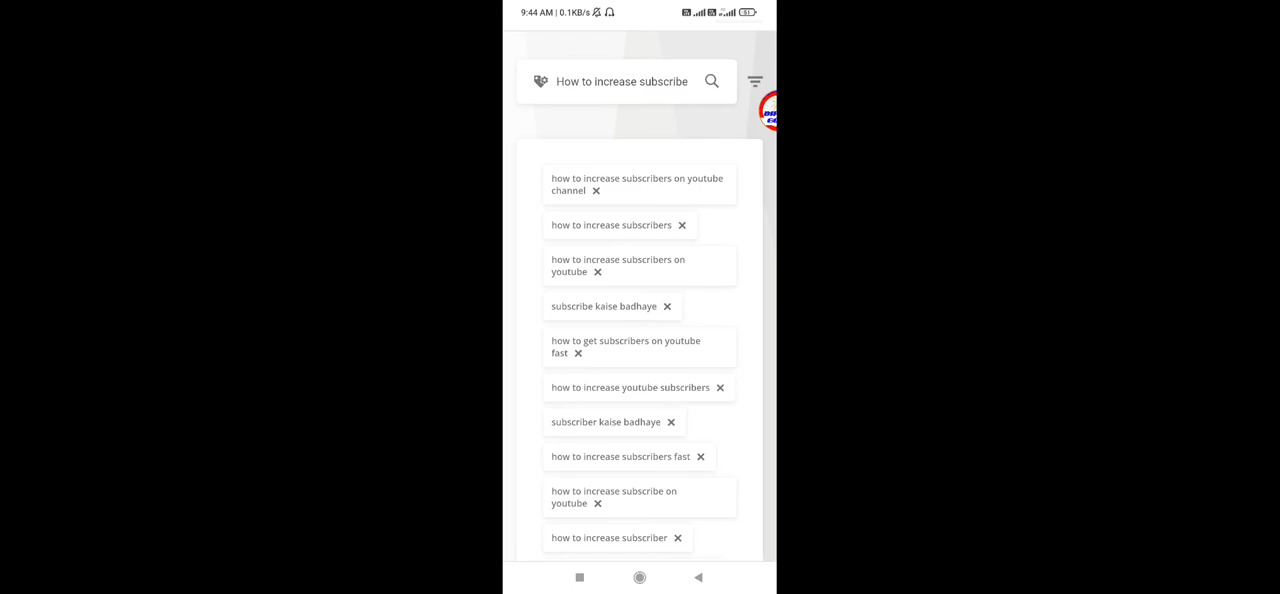 9:44 AM | 0.1KB/s 51
How to increase subscribe
how to increase subscribers on youtube
channel ✕
how to increase subscribers ✕
how to increase subscribers on
youtube ✕
subscribe kaise badhaye ✕
how to get subscribers on youtube
fast ✕
how to increase youtube subscribers ✕
subscriber kaise badhaye ✕
how to increase subscribers fast ✕
how to increase subscribe on
youtube ✕
how to increase subscriber ✕